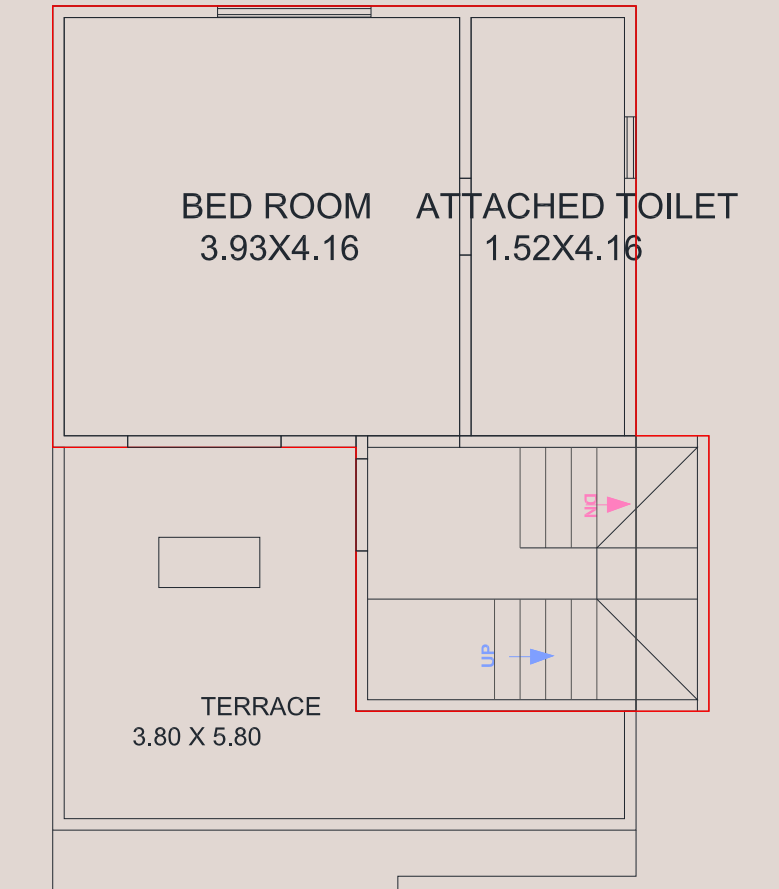 BED ROOM
3.93X4.16
ATTACHED TOILET
1.52X4.16
DN
UP
TERRACE
3.80 X 5.80